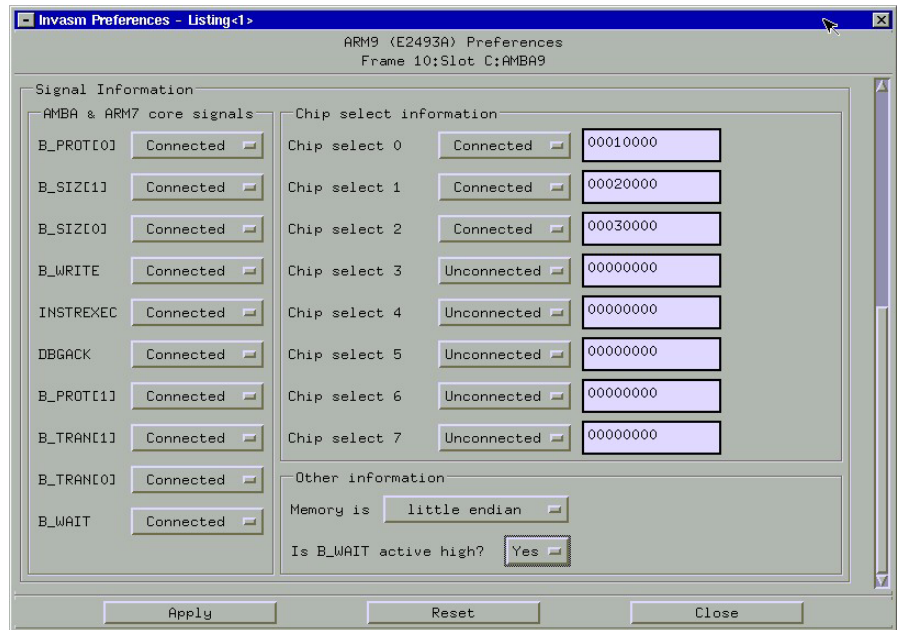 Invasm Preferences - Listing<1>
ARM9 (E2493A) Preferences
Frame 10:Slot C:AMBA9
Signal Information
AMBA & ARM7 core signals
B_PROT[0] Connected
B_SIZ[1] Connected
B_SIZ[0] Connected
B_WRITE Connected
INSTREXEC Connected
DBGACK Connected
B_PROT[1] Connected
B_TRAN[1] Connected
B_TRAN[0] Connected
B_WAIT Connected
Chip select information
Chip select 0 Connected 00010000
Chip select 1 Connected 00020000
Chip select 2 Connected 00030000
Chip select 3 Unconnected 00000000
Chip select 4 Unconnected 00000000
Chip select 5 Unconnected 00000000
Chip select 6 Unconnected 00000000
Chip select 7 Unconnected 00000000
Other information
Memory is little endian
Is B_WAIT active high? Yes
Apply Reset Close